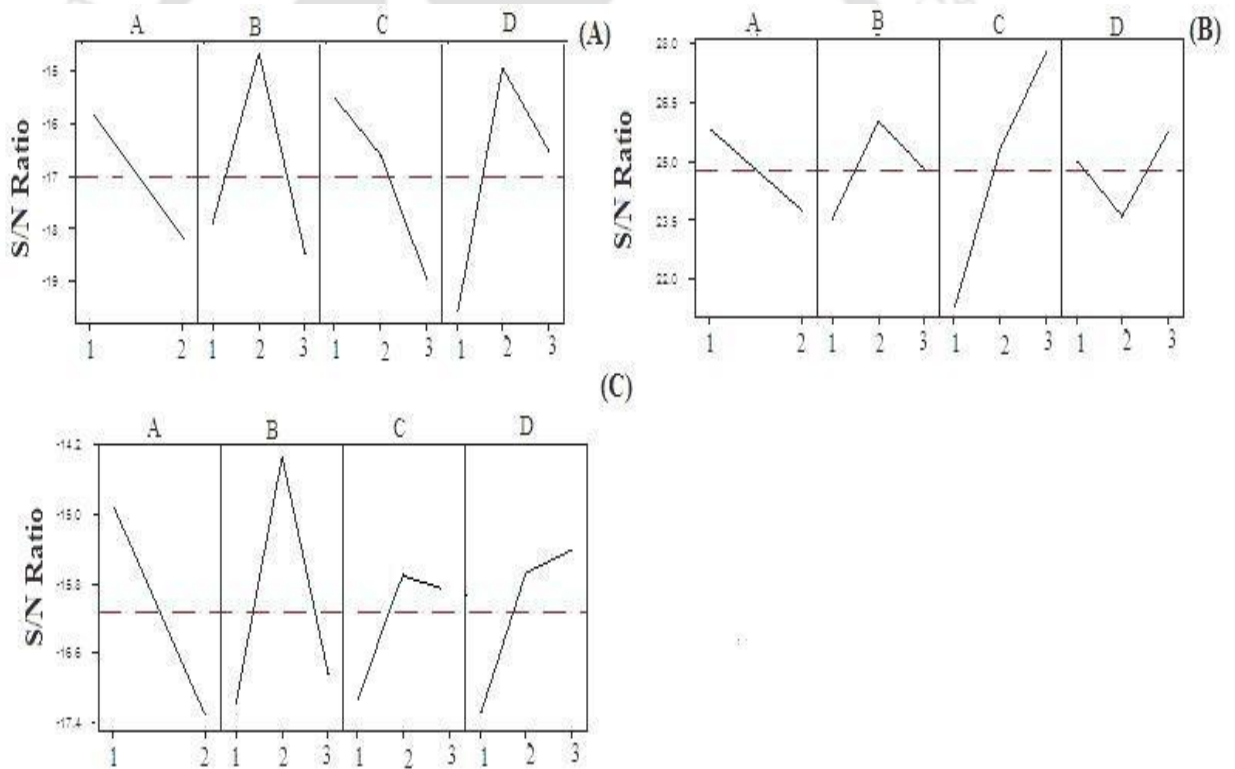 A B C D (A)
-15
-16
-17
-18
-19
S/N Ratio
1 2 1 2 3 1 2 3 1 2 3
A B C D (B)
28.0
26.5
25.0
23.5
22.0
S/N Ratio
1 2 1 2 3 1 2 3 1 2 3
(C)
A B C D
-14.2
-15.0
-15.8
-16.6
-17.4
S/N Ratio
1 2 1 2 3 1 2 3 1 2 3